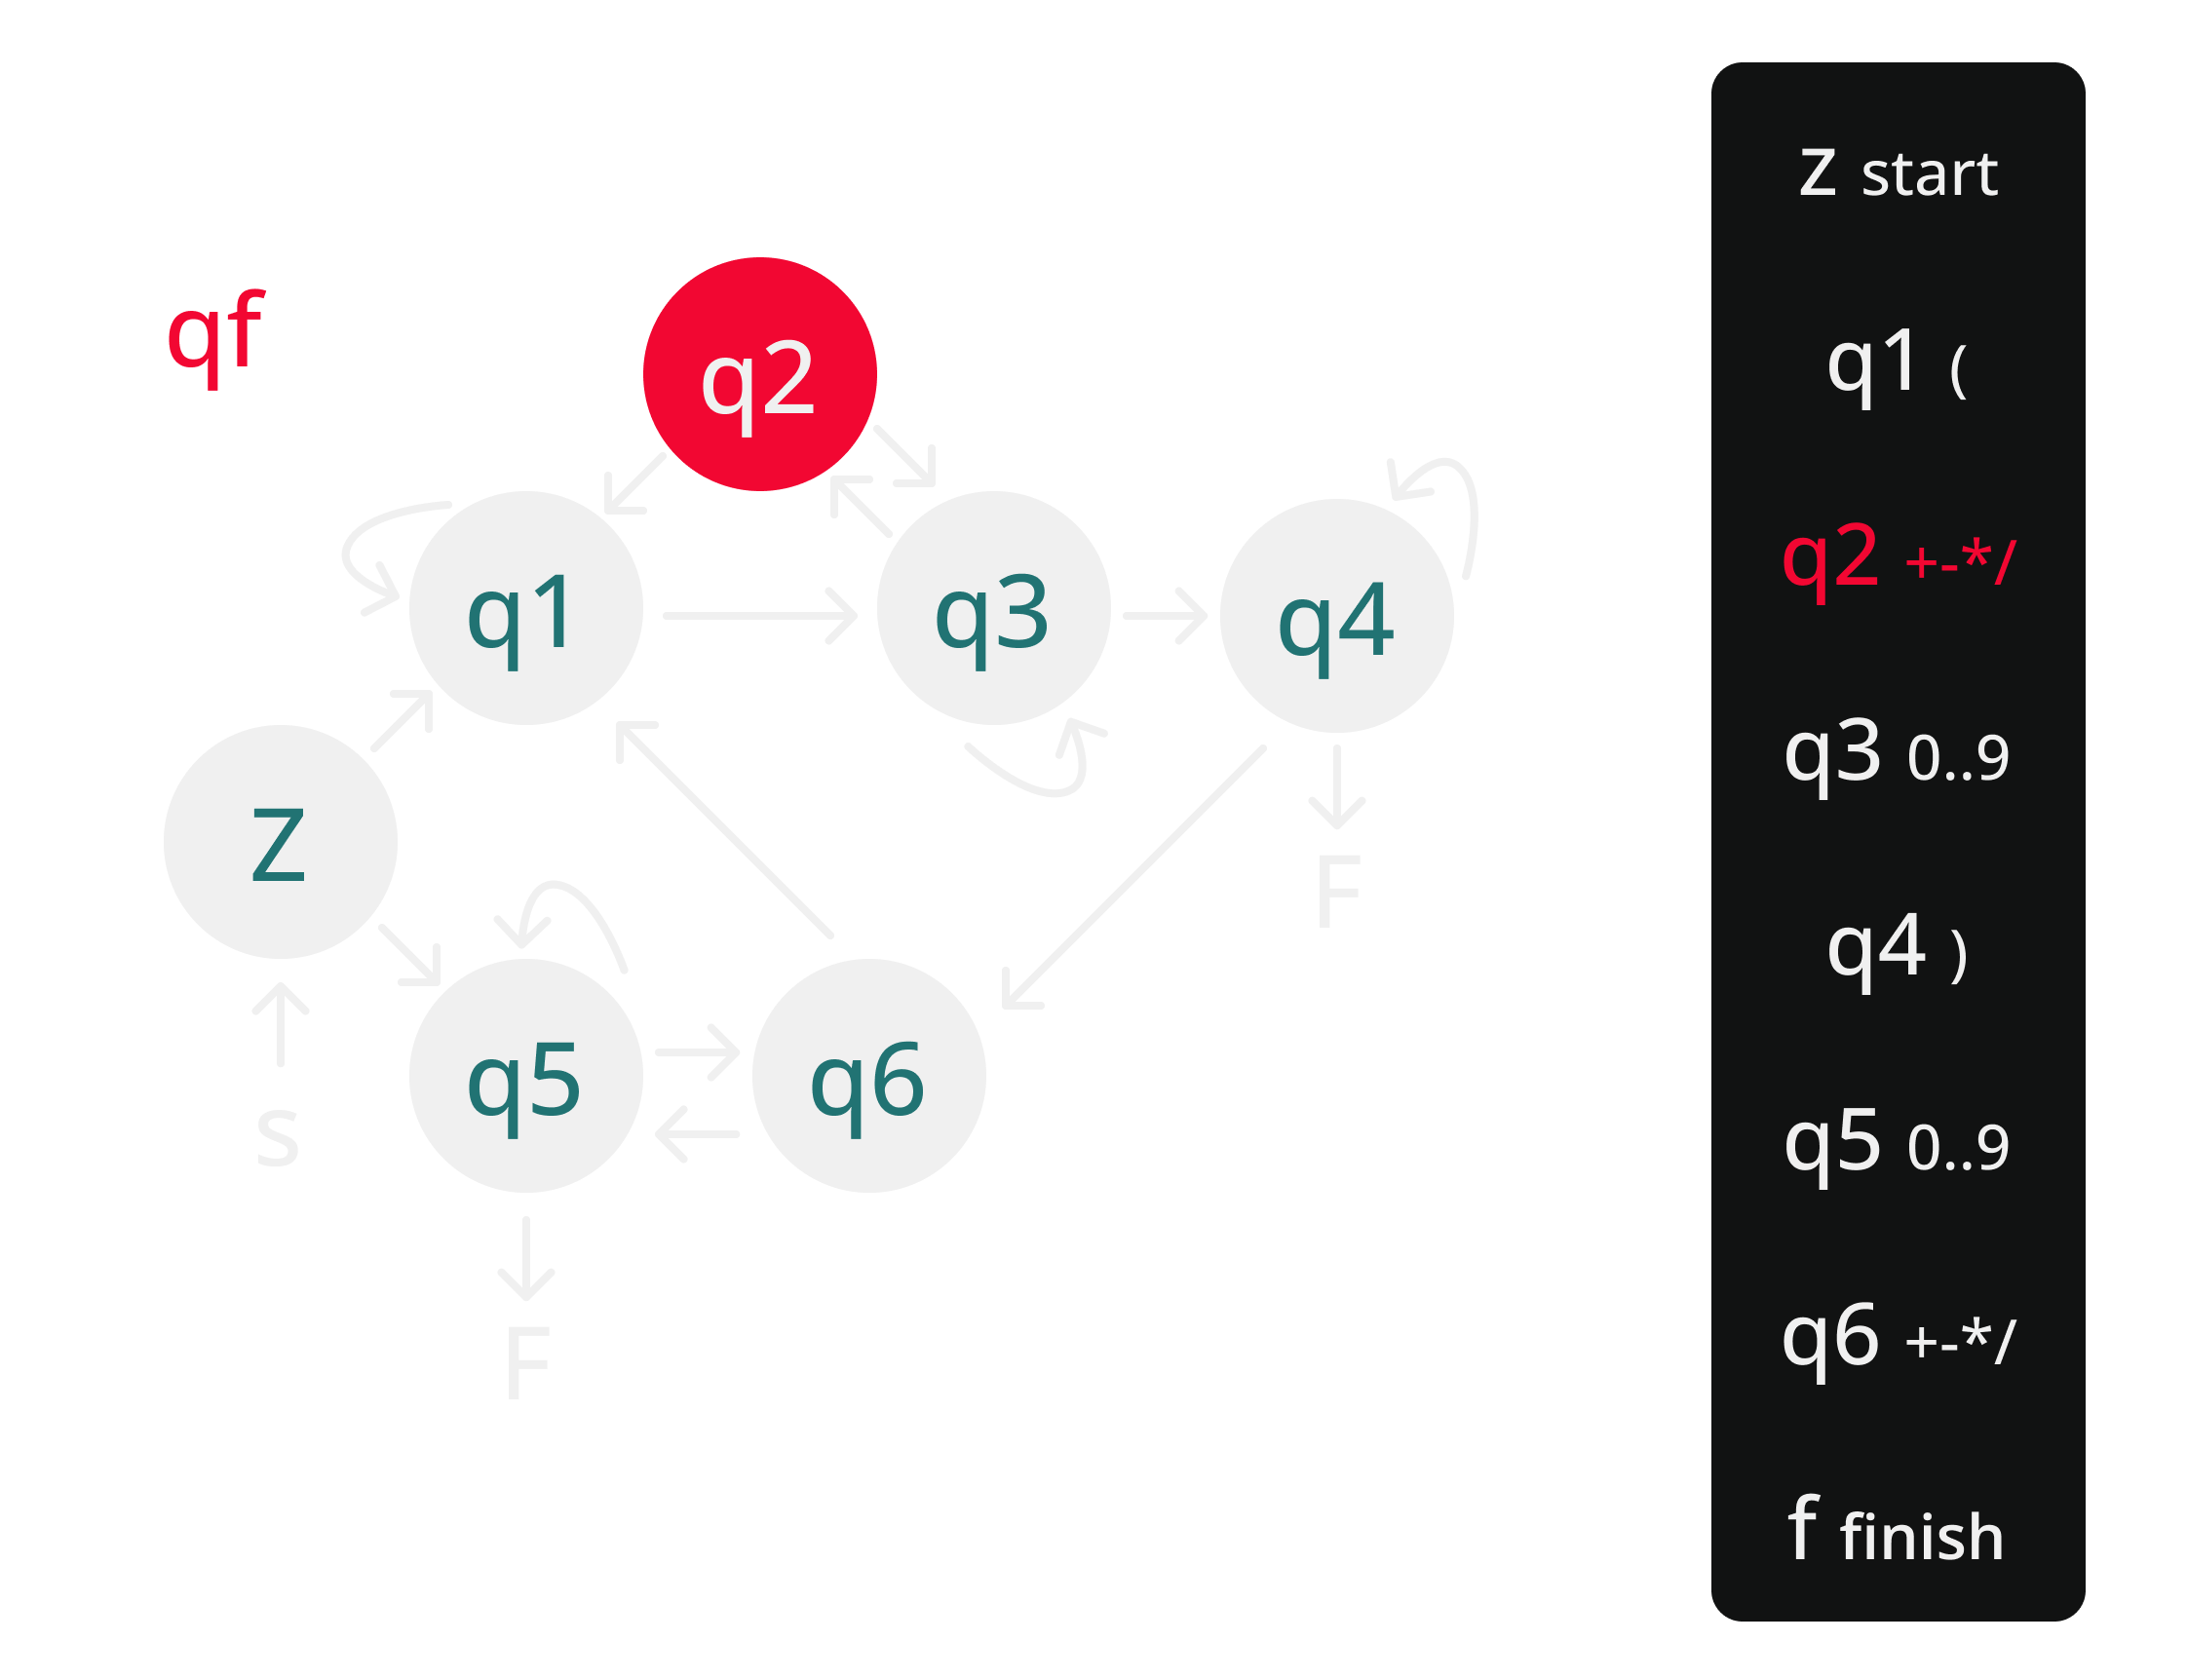 qf
q2
q1
q3
q4
Z
F
q5
q6
s
F
Z start
q1 (
q2 +-*/
q3 0..9
q4 )
q5 0..9
q6 +-*/
f finish